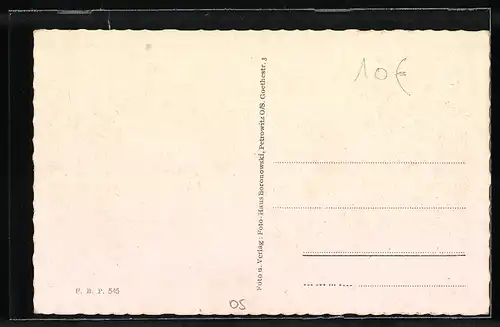 10€
Foto u. Verlag: Foto-Haus Boronowski, Petrowitz O/S. Goethestr. 3
F. B. P. 545
OS